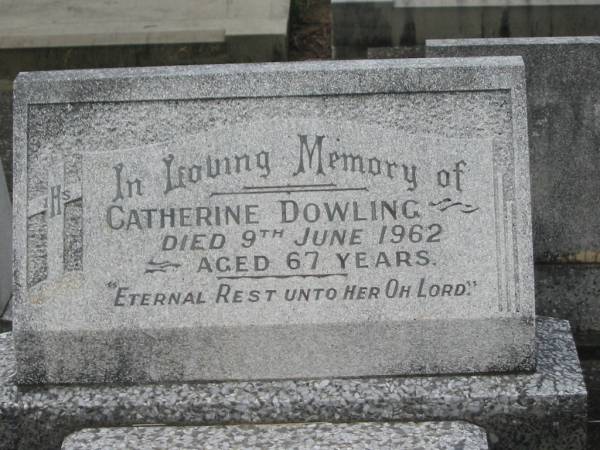 IHS
In Loving Memory of
CATHERINE DOWLING
DIED 9TH JUNE 1962
AGED 67 YEARS.
"ETERNAL REST UNTO HER OH LORD."